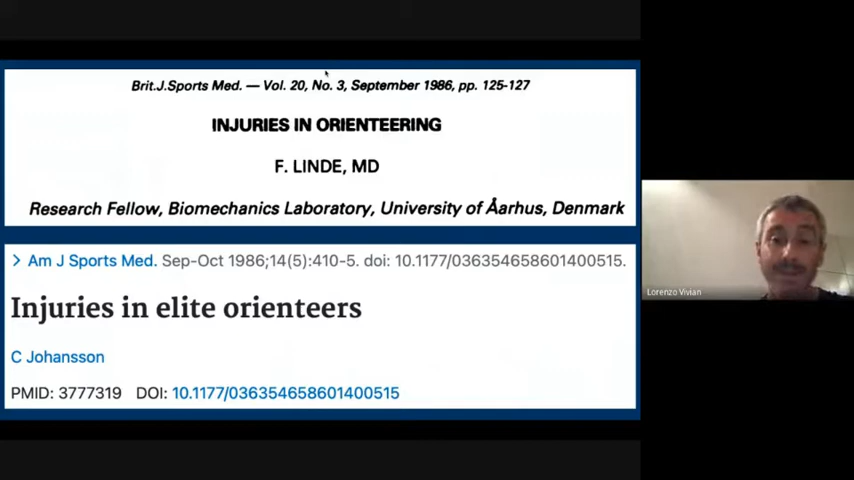 Brit.J.Sports Med. — Vol. 20, No. 3, September 1986, pp. 125-127
INJURIES IN ORIENTEERING
F. LINDE, MD
Research Fellow, Biomechanics Laboratory, University of Åarhus, Denmark
> Am J Sports Med. Sep-Oct 1986;14(5):410-5. doi: 10.1177/036354658601400515.
Injuries in elite orienteers
C Johansson
PMID: 3777319 DOI: 10.1177/036354658601400515
Lorenzo Vivian